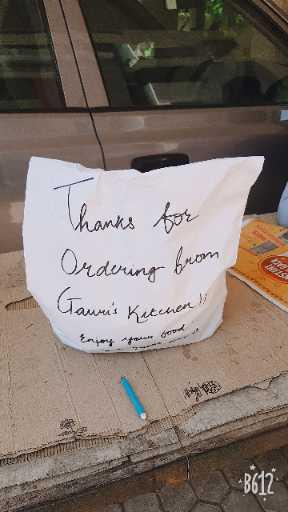 Thanks for
Ordering from
Gauri's Kitchen!!
Enjoy your food
B612